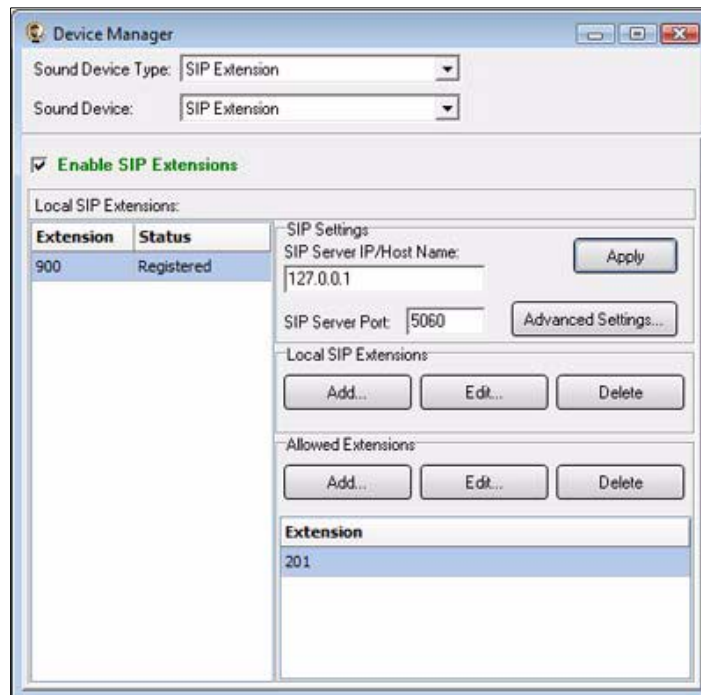 Device Manager
Sound Device Type: SIP Extension
Sound Device: SIP Extension
Enable SIP Extensions
Local SIP Extensions:
Extension Status
900 Registered
SIP Settings
SIP Server IP/Host Name:
127.0.0.1
Apply
SIP Server Port: 5060 Advanced Settings...
Local SIP Extensions
Add... Edit... Delete
Allowed Extensions
Add... Edit... Delete
Extension
201